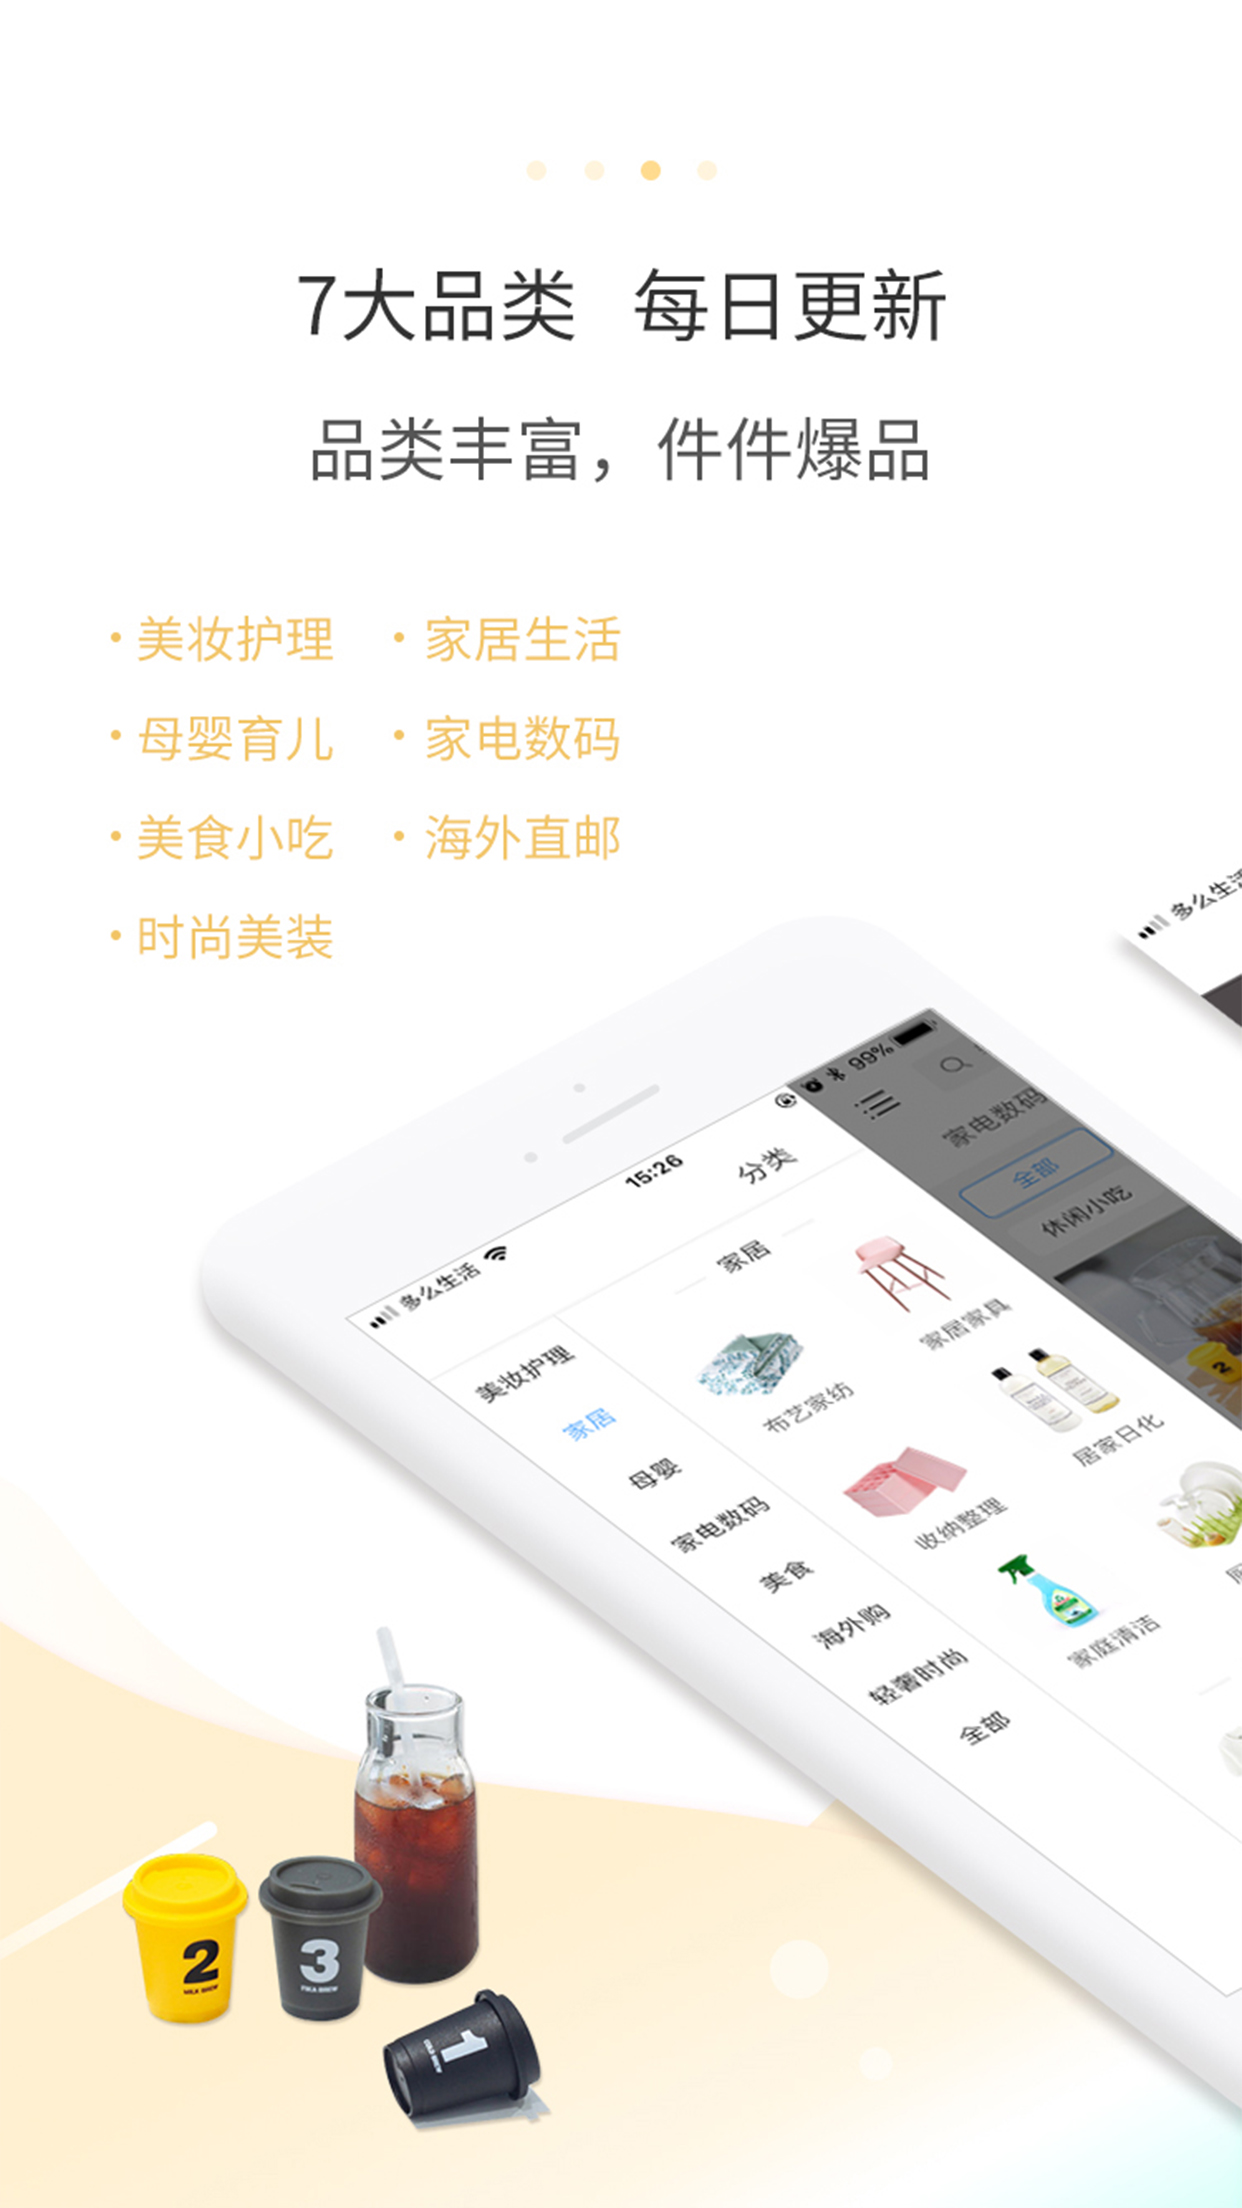 7大品类 每日更新
品类丰富，件件爆品
·美妆护理 ·家居生活
·母婴育儿 ·家电数码
·美食小吃 ·海外直邮
·时尚美装
多么生活
多么生活 15:26 99%
分类
美妆护理
家居
母婴
家电数码
美食
海外购
轻奢时尚
全部
家居
布艺家纺
家居家具
收纳整理
居家日化
家庭清洁
家电数码
全部
休闲小吃
2
2
MILK BREW
3
1
COLD BREW